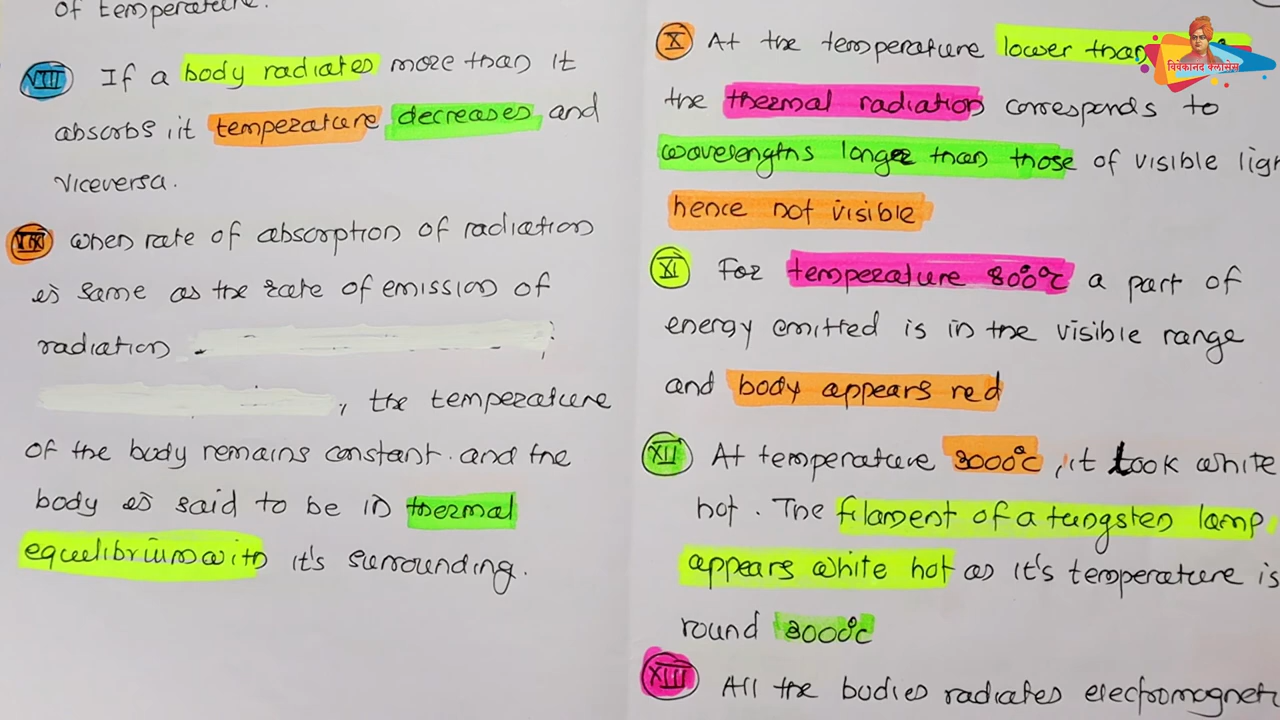 of temperature.
VIII If a body radiates more than it
absorbs it temperature decreases and
viceversa.
when rate of absorption of radiation
is same as the rate of emission of
radiation
, the temperature
of the body remains constant. and the
body is said to be in thermal
equilibrium with it's surrounding.
X At the temperature lower than
the thermal radiation corresponds to
wavelengths longer than those of visible ligh
hence not visible
XI For temperature 800°C a part of
energy emitted is in the visible range
and body appears red
XII At temperature 3000°C, it took white
hot. The filament of a tungsten lamp
appears white hot as it's temperature is
round 3000°C
XIII All the bodies radiates electromagneti
विवेकानंद क्लासेस